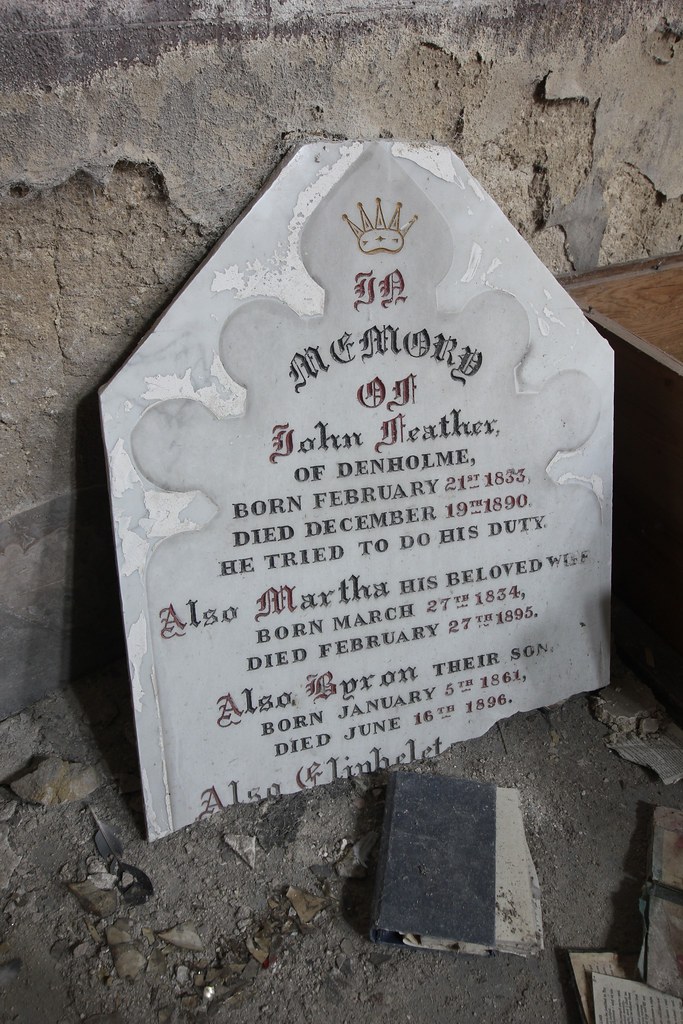 IN
MEMORY
OF
John Feather,
OF DENHOLME,
BORN FEBRUARY 21ST 1833,
DIED DECEMBER 19TH 1890.
HE TRIED TO DO HIS DUTY.
Also Martha HIS BELOVED WIFE
BORN MARCH 27TH 1834,
DIED FEBRUARY 27TH 1895.
Also Byron THEIR SON,
BORN JANUARY 5TH 1861,
DIED JUNE 16TH 1896.
Also